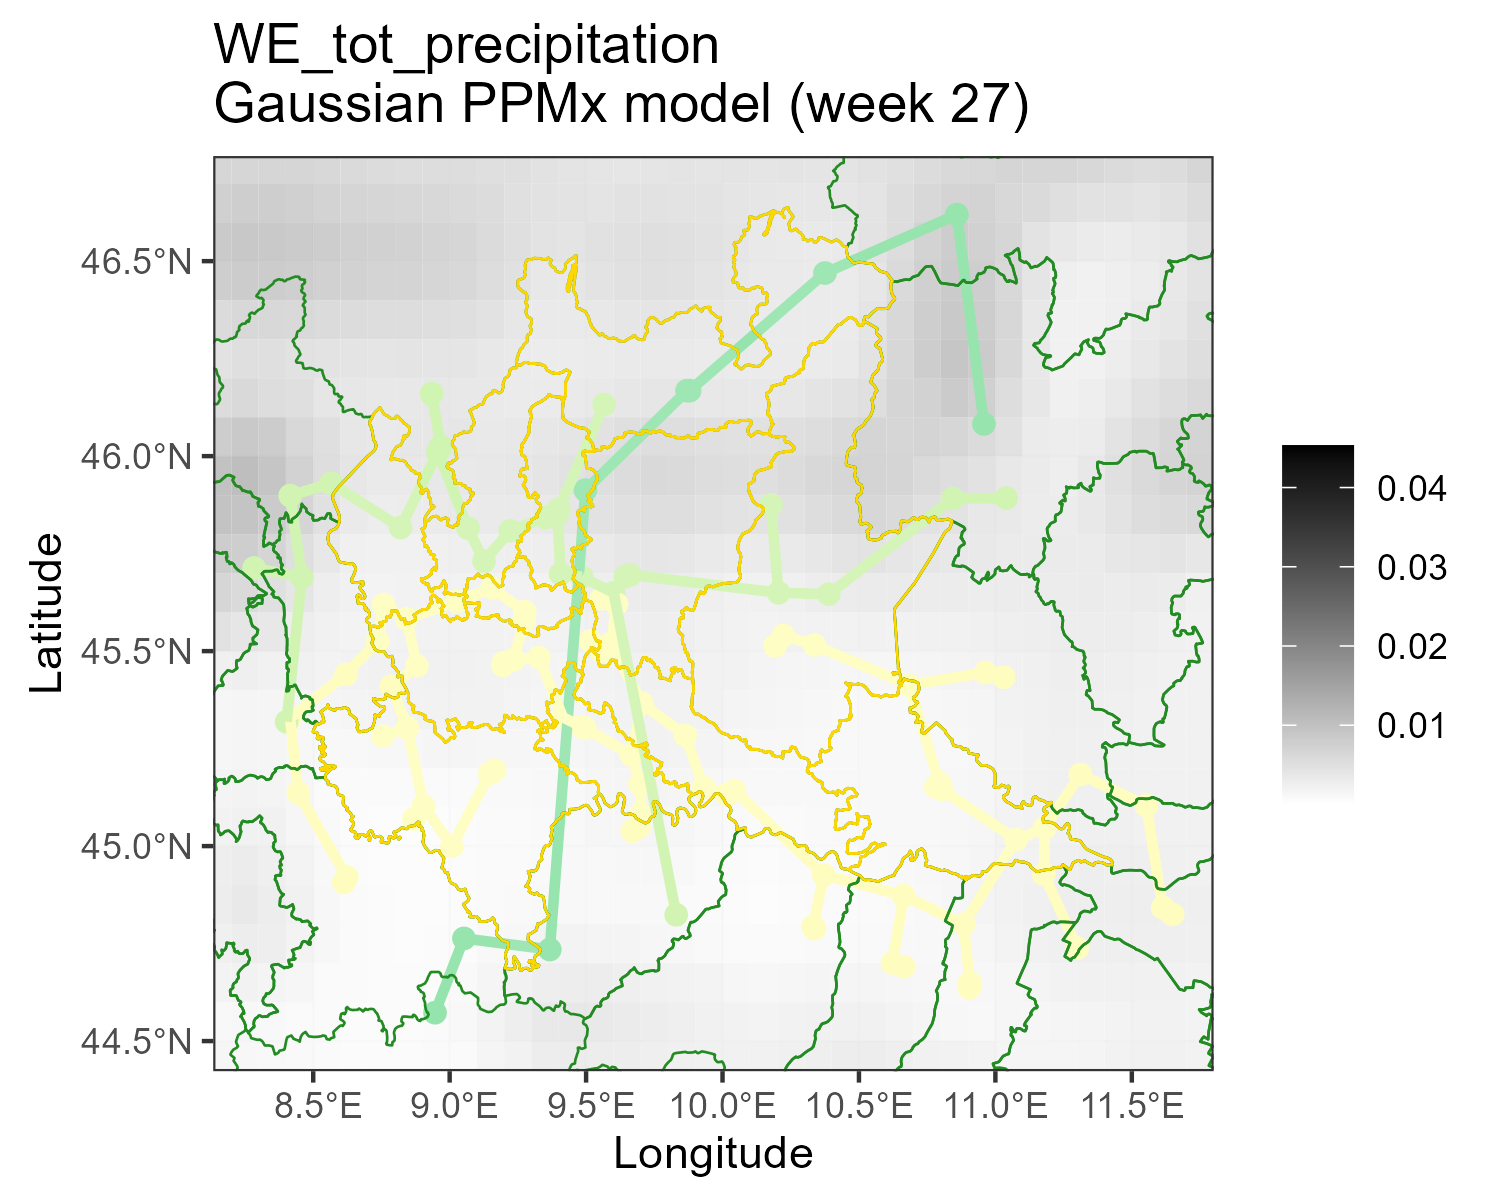 WE_tot_precipitation
Gaussian PPMx model (week 27)
46.5°N
46.0°N
45.5°N
45.0°N
44.5°N
Latitude
8.5°E
9.0°E
9.5°E
10.0°E
10.5°E
11.0°E
11.5°E
Longitude
0.04
0.03
0.02
0.01